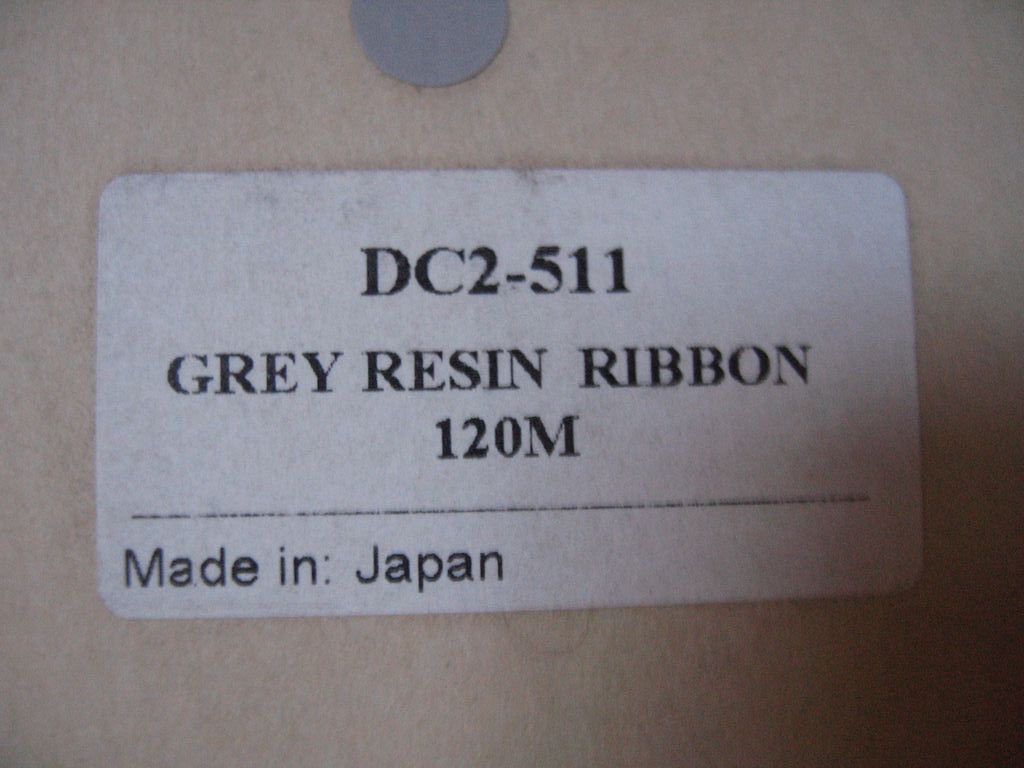 DC2-511
GREY RESIN RIBBON
120M
Made in: Japan